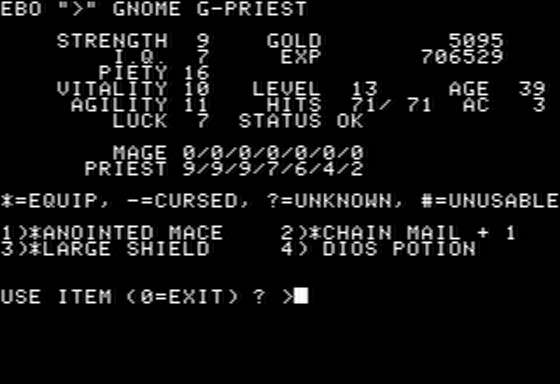 EBO ">" GNOME G-PRIEST
STRENGTH 9 GOLD 5095
I.Q. 7 EXP 706529
PIETY 16
VITALITY 10 LEVEL 13 AGE 39
AGILITY 11 HITS 71/ 71 AC 3
LUCK 7 STATUS OK
MAGE 0/0/0/0/0/0/0
PRIEST 9/9/9/7/6/4/2
*=EQUIP, -=CURSED, ?=UNKNOWN, #=UNUSABLE
1)*ANOINTED MACE 2)*CHAIN MAIL + 1
3)*LARGE SHIELD 4) DIOS POTION
USE ITEM (0=EXIT) ? >